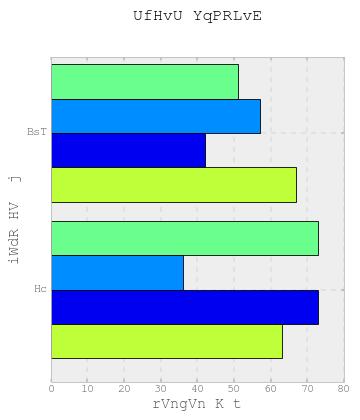 UfHvU YqPRLvE
BsT
iWdR HV  j
Hc
0 10 20 30 40 50 60 70 80
rVngVn K t